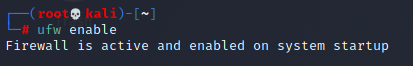 ┌──(root💀kali)-[~]
└─# ufw enable
Firewall is active and enabled on system startup